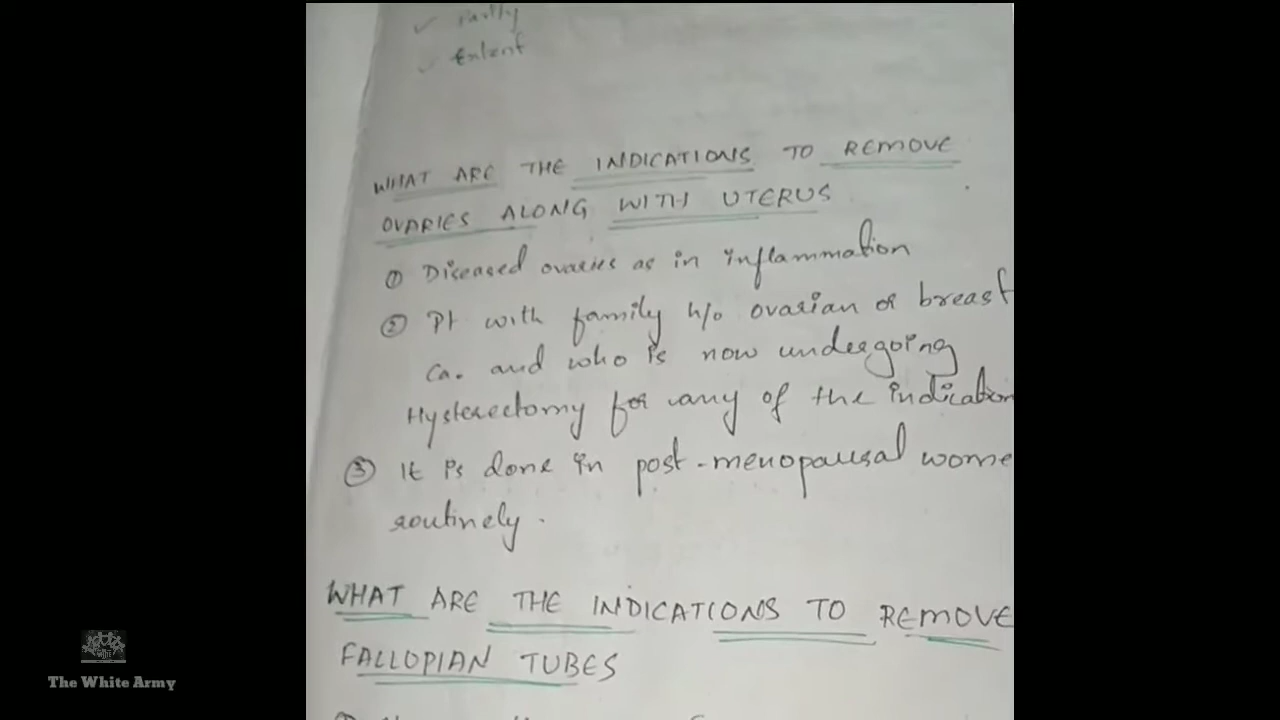 Extent
WHAT ARE THE INDICATIONS TO REMOVE
OVARIES ALONG WITH UTERUS
① Diseased ovaries as in inflammation
② Pt with family h/o ovarian or breast
Ca. and who is now undergoing
Hysterectomy for any of the indication
③ It is done in post-menopausal wome
routinely.
WHAT ARE THE INDICATIONS TO REMOVE
FALLOPIAN TUBES
The White Army